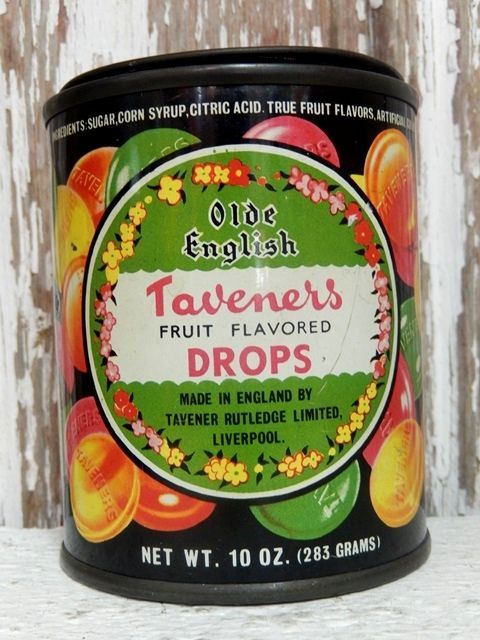 INGREDIENTS: SUGAR, CORN SYRUP, CITRIC ACID. TRUE FRUIT FLAVORS, ARTIFICIAL
Olde
English
Taveners
FRUIT FLAVORED
DROPS
MADE IN ENGLAND BY
TAVENER RUTLEDGE LIMITED,
LIVERPOOL.
TAVENERS
NET WT. 10 OZ. (283 GRAMS)